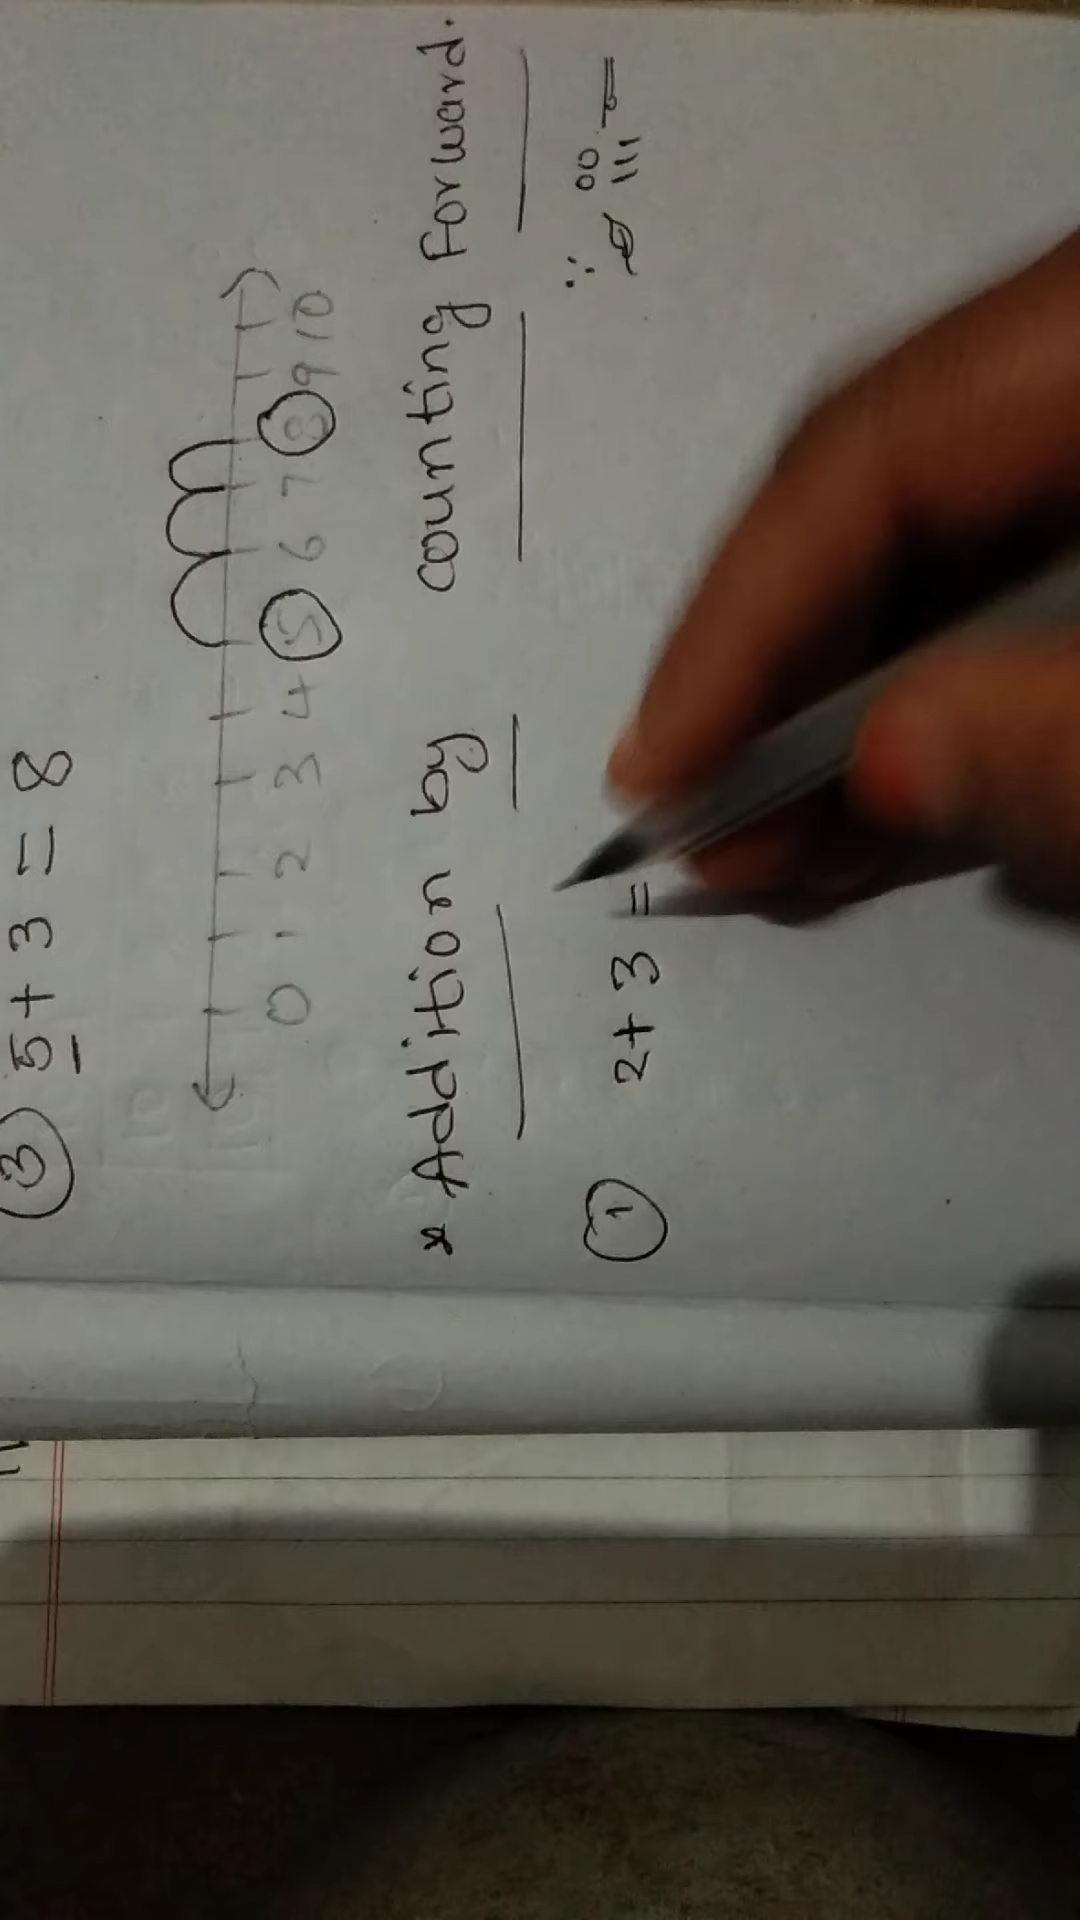 ③ 5 + 3 = 8
0 1 2 3 4 5 6 7 8 9 10
* Addition by counting forward.
① 2 + 3 =